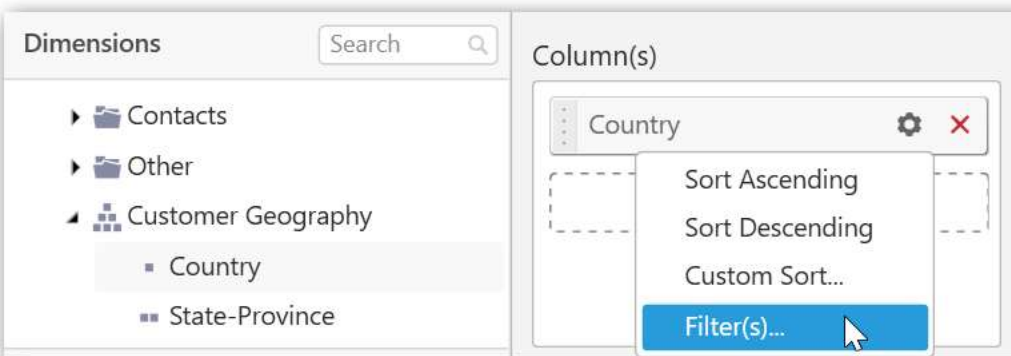 Dimensions
Search
Contacts
Other
Customer Geography
Country
State-Province
Column(s)
Country
Sort Ascending
Sort Descending
Custom Sort...
Filter(s)...